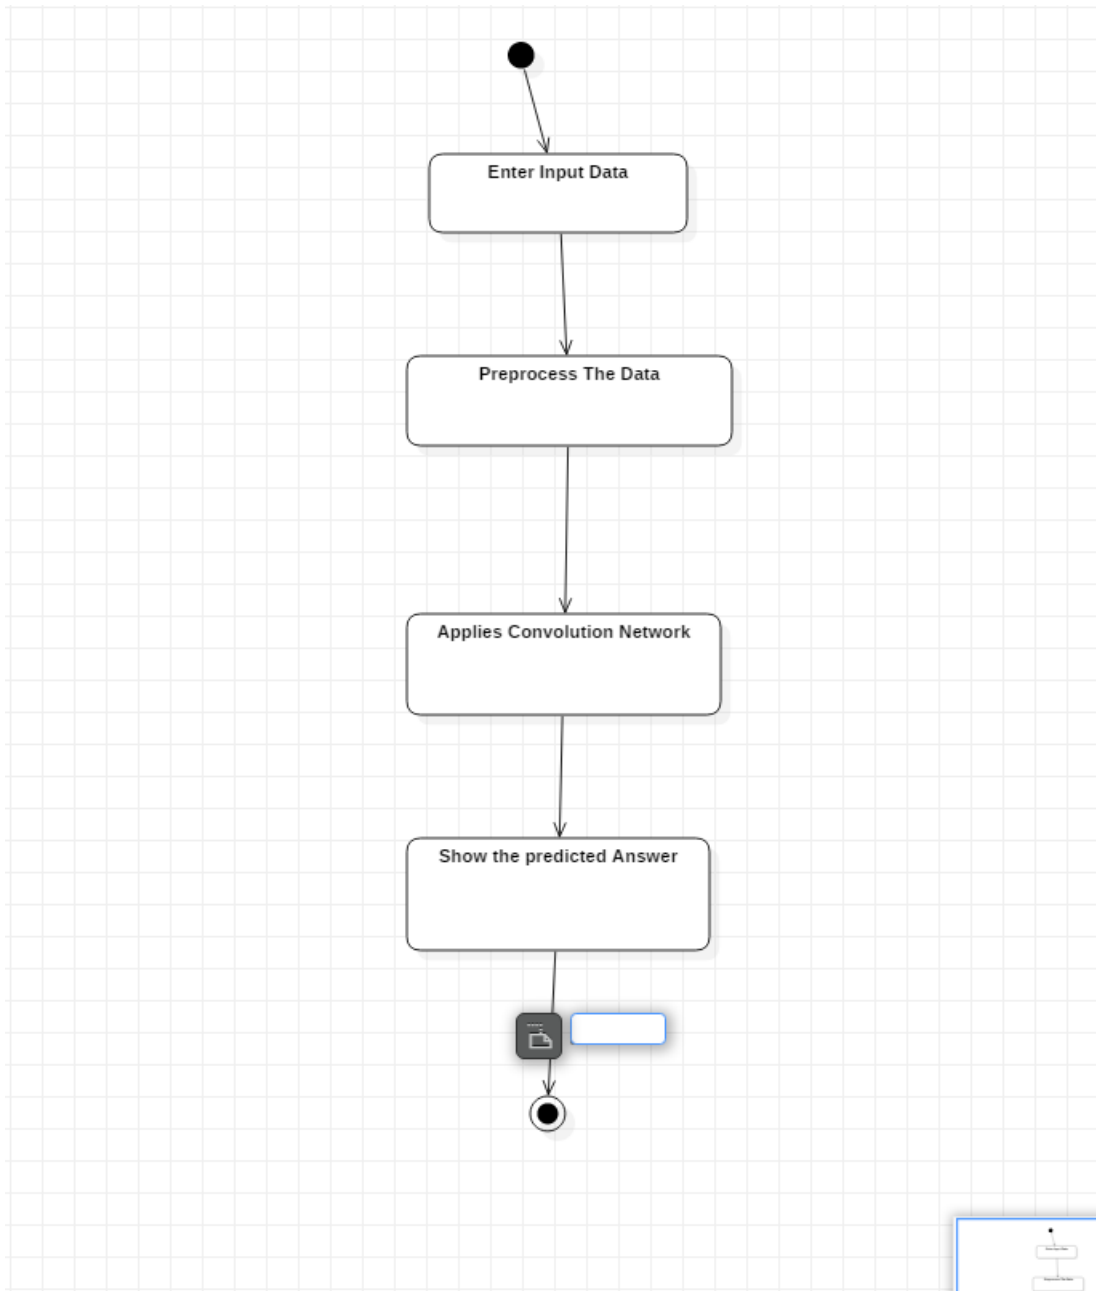 Enter Input Data
Preprocess The Data
Applies Convolution Network
Show the predicted Answer